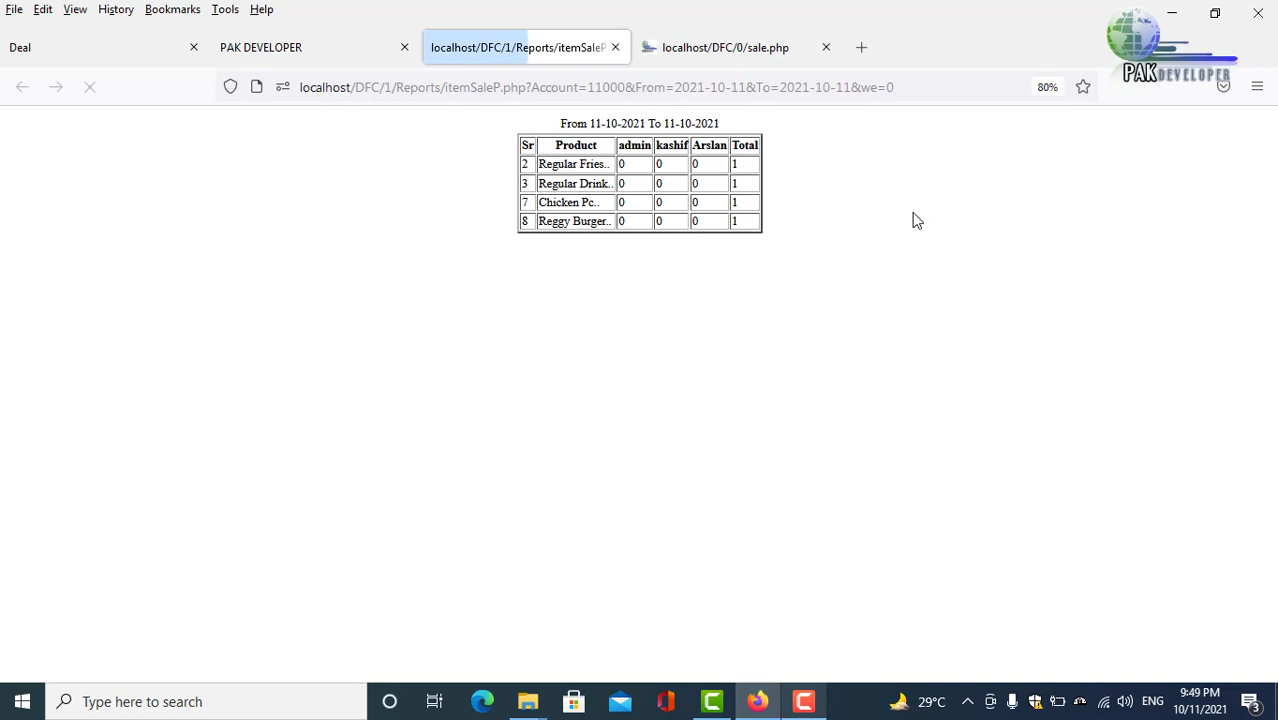 File Edit View History Bookmarks Tools Help
Deal
PAK DEVELOPER
localhost/DFC/1/Reports/itemSaleP
localhost/DFC/0/sale.php
PAKDEVELOPER
localhost/DFC/1/Reports/itemSaleP.php?Account=11000&From=2021-10-11&To=2021-10-11&we=0
80%
From 11-10-2021 To 11-10-2021
Sr Product admin kashif Arslan Total
2 Regular Fries.. 0 0 0 1
3 Regular Drink.. 0 0 0 1
7 Chicken Pc.. 0 0 0 1
8 Reggy Burger.. 0 0 0 1
Type here to search
29°C
ENG
9:49 PM
10/11/2021
3